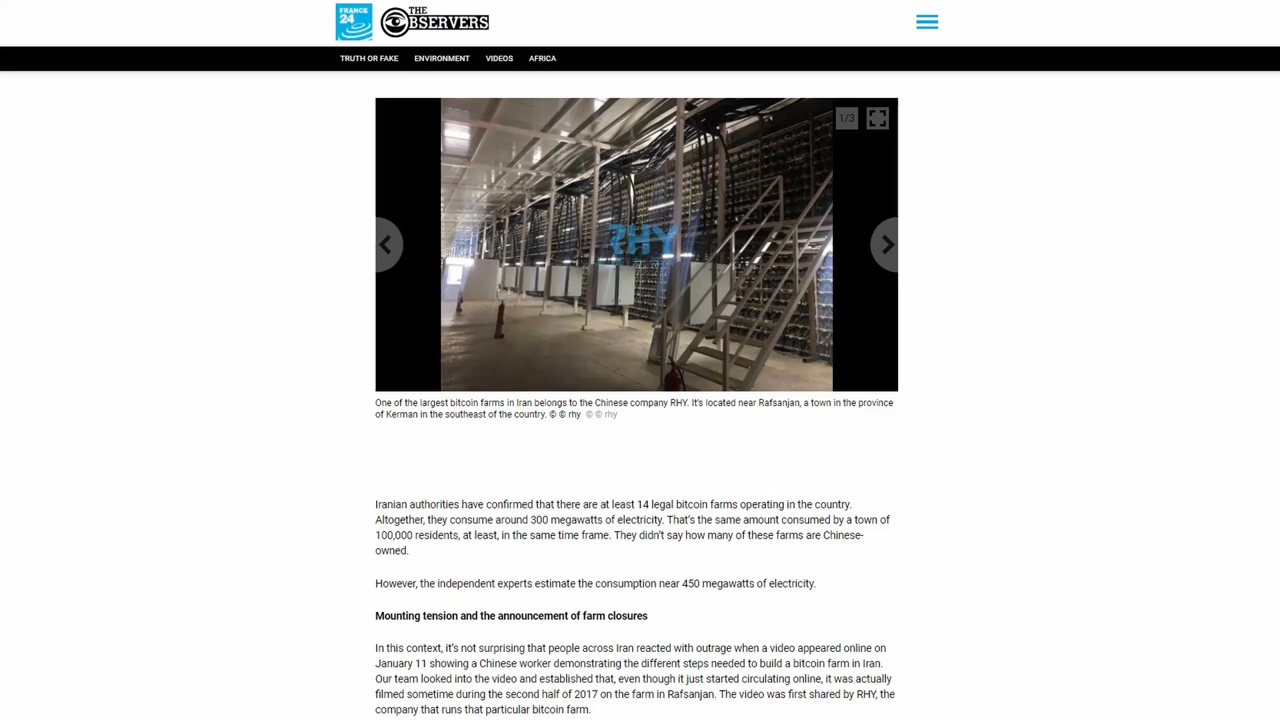 FRANCE
24
THE
OBSERVERS
TRUTH OR FAKE ENVIRONMENT VIDEOS AFRICA
1/3
RHY
One of the largest bitcoin farms in Iran belongs to the Chinese company RHY. It's located near Rafsanjan, a town in the province
of Kerman in the southeast of the country. © © rhy © © rhy
Iranian authorities have confirmed that there are at least 14 legal bitcoin farms operating in the country.
Altogether, they consume around 300 megawatts of electricity. That's the same amount consumed by a town of
100,000 residents, at least, in the same time frame. They didn't say how many of these farms are Chinese-
owned.
However, the independent experts estimate the consumption near 450 megawatts of electricity.
Mounting tension and the announcement of farm closures
In this context, it's not surprising that people across Iran reacted with outrage when a video appeared online on
January 11 showing a Chinese worker demonstrating the different steps needed to build a bitcoin farm in Iran.
Our team looked into the video and established that, even though it just started circulating online, it was actually
filmed sometime during the second half of 2017 on the farm in Rafsanjan. The video was first shared by RHY, the
company that runs that particular bitcoin farm.